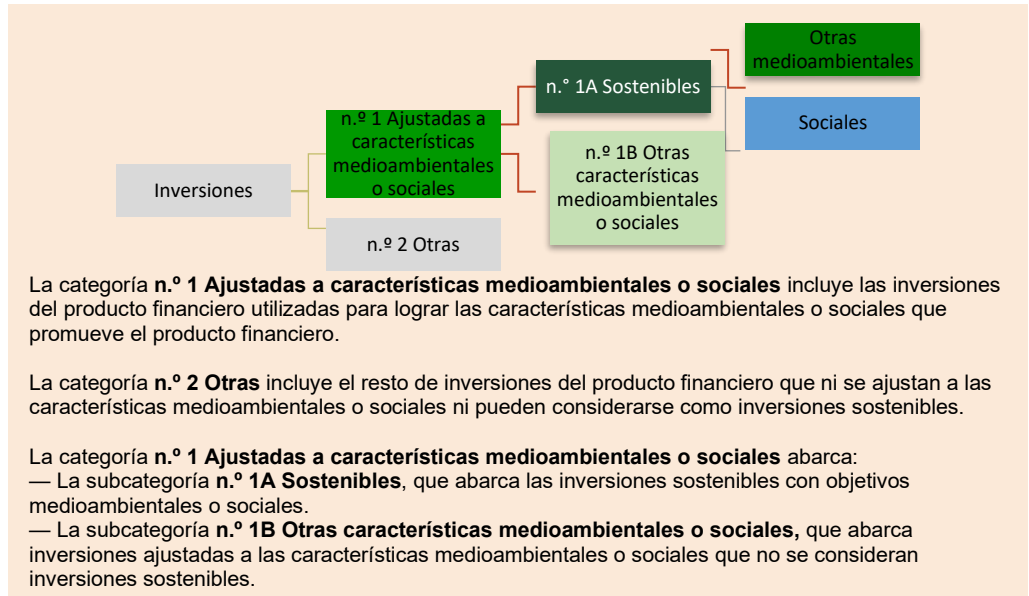 Otras
medioambientales
n.° 1A Sostenibles
Sociales
n.º 1 Ajustadas a
características
medioambientales
o sociales
n.º 1B Otras
características
medioambientales
o sociales
Inversiones
n.º 2 Otras
La categoría n.º 1 Ajustadas a características medioambientales o sociales incluye las inversiones
del producto financiero utilizadas para lograr las características medioambientales o sociales que
promueve el producto financiero.
La categoría n.º 2 Otras incluye el resto de inversiones del producto financiero que ni se ajustan a las
características medioambientales o sociales ni pueden considerarse como inversiones sostenibles.
La categoría n.º 1 Ajustadas a características medioambientales o sociales abarca:
— La subcategoría n.º 1A Sostenibles, que abarca las inversiones sostenibles con objetivos
medioambientales o sociales.
— La subcategoría n.º 1B Otras características medioambientales o sociales, que abarca
inversiones ajustadas a las características medioambientales o sociales que no se consideran
inversiones sostenibles.